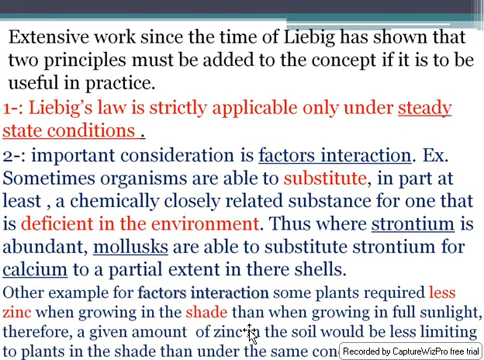 Extensive work since the time of Liebig has shown that
two principles must be added to the concept if it is to be
useful in practice.
1-: Liebig's law is strictly applicable only under steady
state conditions .
2-: important consideration is factors interaction. Ex.
Sometimes organisms are able to substitute, in part at
least , a chemically closely related substance for one that
is deficient in the environment. Thus where strontium is
abundant, mollusks are able to substitute strontium for
calcium to a partial extent in there shells.
Other example for factors interaction some plants required less
zinc when growing in the shade than when growing in full sunlight,
therefore, a given amount of zinc in the soil would be less limiting
to plants in the shade than under the same
Recorded by CaptureWizPro free trial